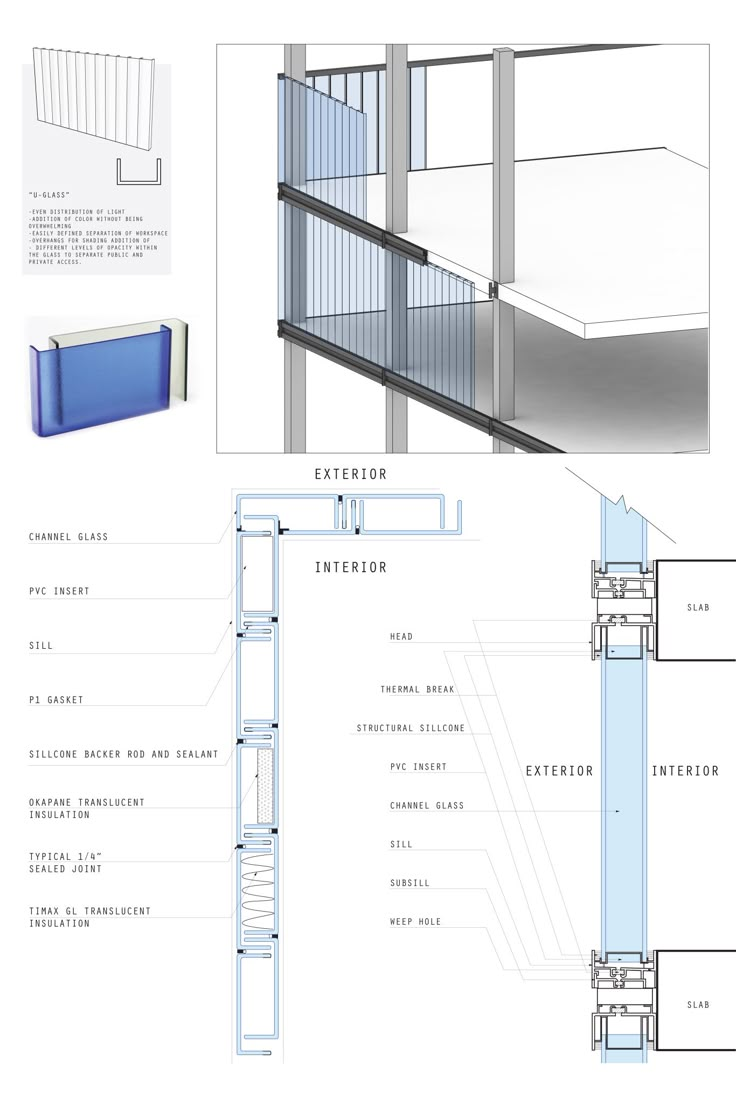 "U-GLASS"
-EVEN DISTRIBUTION OF LIGHT
-ADDITION OF COLOR WITHOUT BEING
OVERWHELMING
-EASILY DEFINED SEPARATION OF WORKSPACE
-OVERHANGS FOR SHADING ADDITION OF
- DIFFERENT LEVELS OF OPACITY WITHIN
THE GLASS TO SEPARATE PUBLIC AND
PRIVATE ACCESS.
EXTERIOR
INTERIOR
CHANNEL GLASS
PVC INSERT
SILL
P1 GASKET
SILLCONE BACKER ROD AND SEALANT
OKAPANE TRANSLUCENT
INSULATION
TYPICAL 1/4"
SEALED JOINT
TIMAX GL TRANSLUCENT
INSULATION
SLAB
HEAD
THERMAL BREAK
STRUCTURAL SILLCONE
PVC INSERT
EXTERIOR
INTERIOR
CHANNEL GLASS
SILL
SUBSILL
WEEP HOLE
SLAB